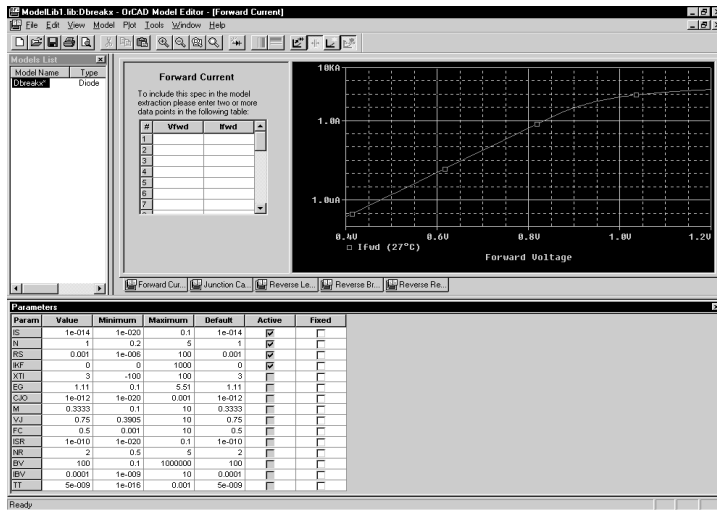 ModelLib1.lib:Dbreakx - OrCAD Model Editor - [Forward Current]
File Edit View Model Plot Tools Window Help
Models List
Model Name Type
Dbreakx* Diode
Forward Current
To include this spec in the model
extraction please enter two or more
data points in the following table:
# Vfwd Ifwd
1
2
3
4
5
6
7
10KA
1.0A
1.0uA
0.4V 0.6V 0.8V 1.0V 1.2V
Ifwd (27°C)
Forward Voltage
Forward Cur... Junction Ca... Reverse Le... Reverse Br... Reverse Re...
Parameters
Param Value Minimum Maximum Default Active Fixed
IS 1e-014 1e-020 0.1 1e-014
N 1 0.2 5 1
RS 0.001 1e-006 100 0.001
IKF 0 0 1000 0
XTI 3 -100 100 3
EG 1.11 0.1 5.51 1.11
CJO 1e-012 1e-020 0.001 1e-012
M 0.3333 0.1 10 0.3333
VJ 0.75 0.3905 10 0.75
FC 0.5 0.001 10 0.5
ISR 1e-010 1e-020 0.1 1e-010
NR 2 0.5 5 2
BV 100 0.1 1000000 100
IBV 0.0001 1e-009 10 0.0001
TT 5e-009 1e-016 0.001 5e-009
Ready